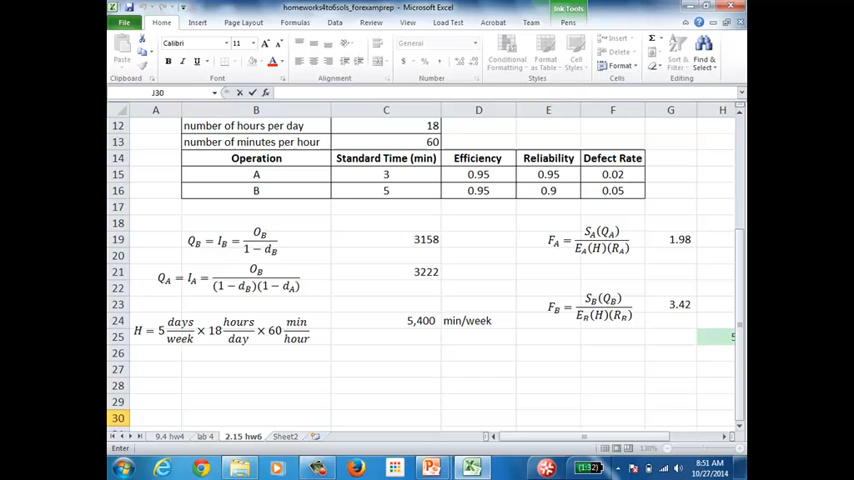 homeworks4to6sols_forexamprep - Microsoft Excel
Ink Tools
File Home Insert Page Layout Formulas Data Review View Load Test Acrobat Team Pens
Calibri 11 General
Paste
Conditional Formatting Format as Table Cell Styles
Insert
Delete
Format
Sort & Filter Find & Select
Clipboard Font Alignment Number Styles Cells Editing
J30 fx
A B C D E F G H
12 number of hours per day 18
13 number of minutes per hour 60
14 Operation Standard Time (min) Efficiency Reliability Defect Rate
15 A 3 0.95 0.95 0.02
16 B 5 0.95 0.9 0.05
17
18
19 Q_B = I_B = O_B / (1 − d_B) 3158 F_A = S_A(Q_A) / E_A(H)(R_A) 1.98
20
21 Q_A = I_A = O_B / (1 − d_B)(1 − d_A) 3222
22
23 F_B = S_B(Q_B) / E_B(H)(R_B) 3.42
24 H = 5 days/week × 18 hours/day × 60 min/hour 5,400 min/week
25 5
26
27
28
29
30
9.4 hw4 lab 4 2.15 hw6 Sheet2
Enter 130%
(1:32) 8:51 AM
10/27/2014